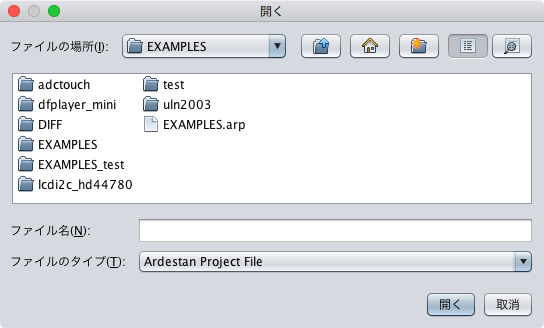 開く
ファイルの場所(I): EXAMPLES
adctouch test
dfplayer_mini uln2003
DIFF EXAMPLES.arp
EXAMPLES
EXAMPLES_test
lcdi2c_hd44780
ファイル名(N):
ファイルのタイプ(T): Ardestan Project File
開く 取消